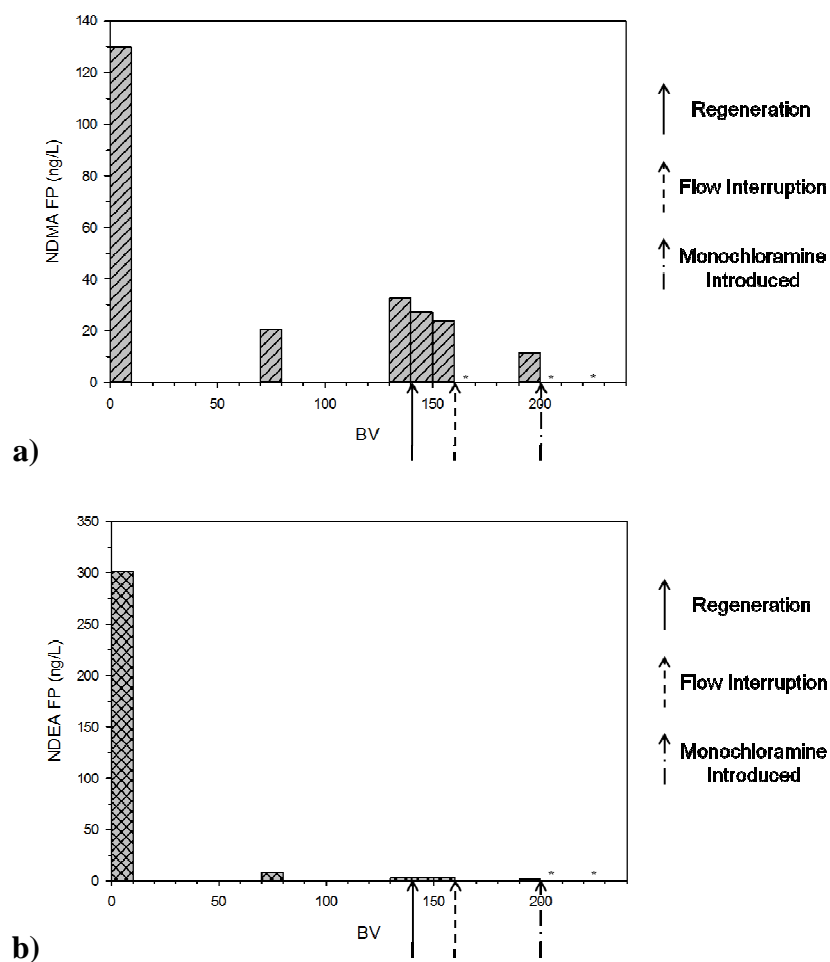 140
120
100
80
60
40
20
0
NDMA FP (ng/L)
0 50 100 150 200
* * *
BV
Regeneration
Flow Interruption
Monochloramine
Introduced
a)
350
300
250
200
150
100
50
0
NDEA FP (ng/L)
0 50 100 150 200
* *
BV
Regeneration
Flow Interruption
Monochloramine
Introduced
b)